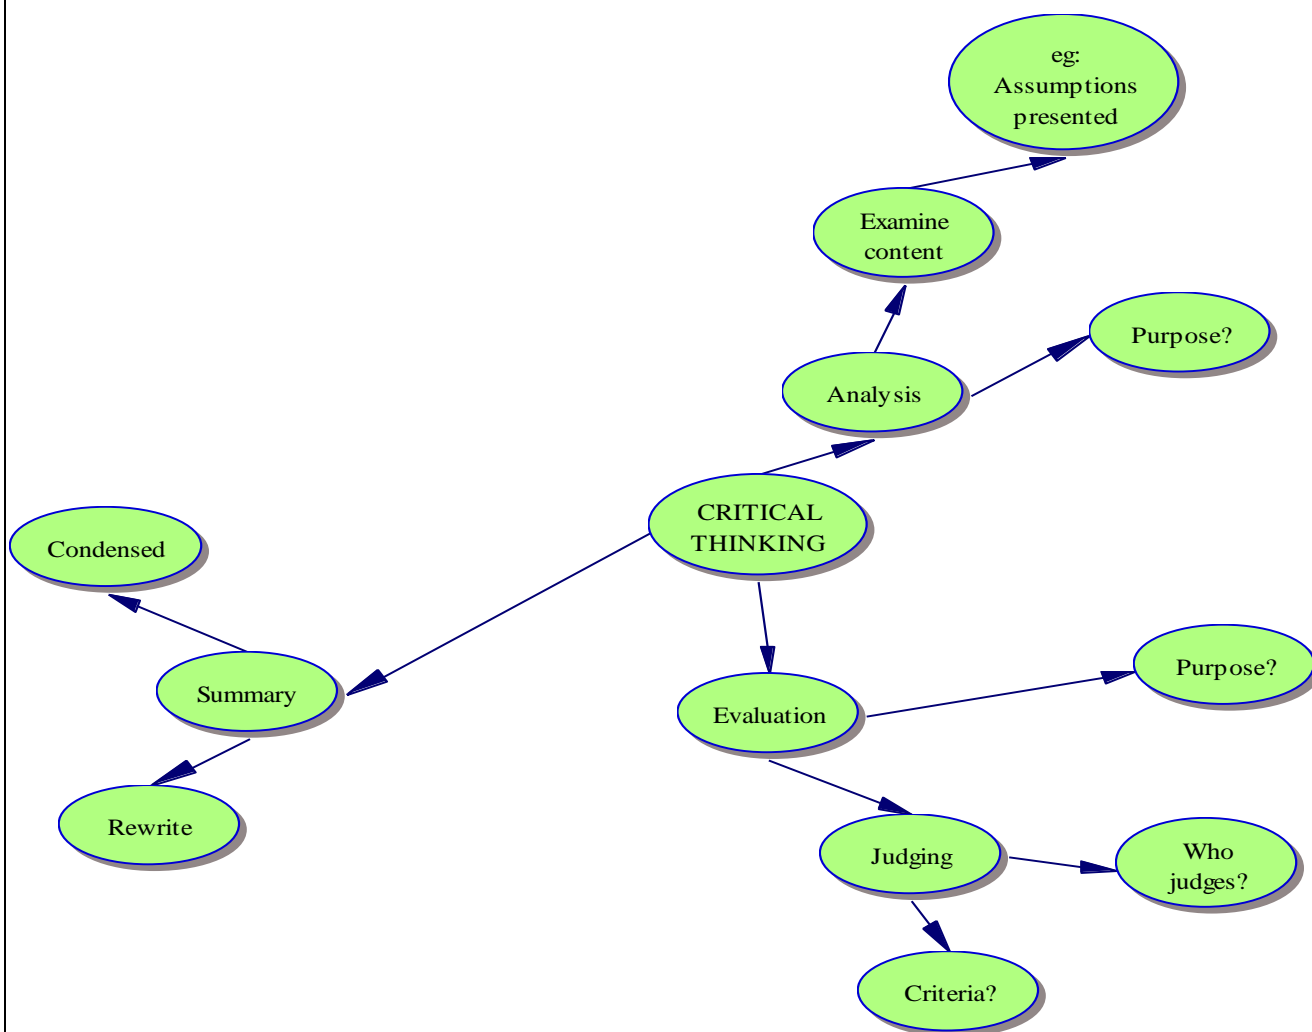 eg:
Assumptions
presented
Examine
content
Purpose?
Analysis
CRITICAL
THINKING
Condensed
Summary
Rewrite
Evaluation
Purpose?
Judging
Who
judges?
Criteria?